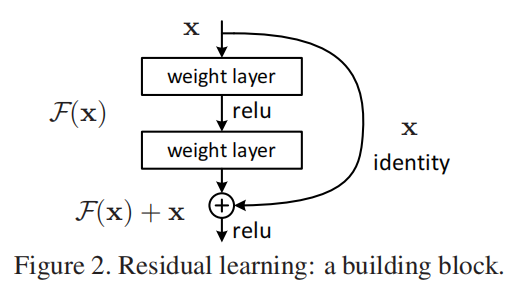 x
weight layer
F(x)
relu
x
weight layer
identity
F(x) + x
+
relu
Figure 2. Residual learning: a building block.